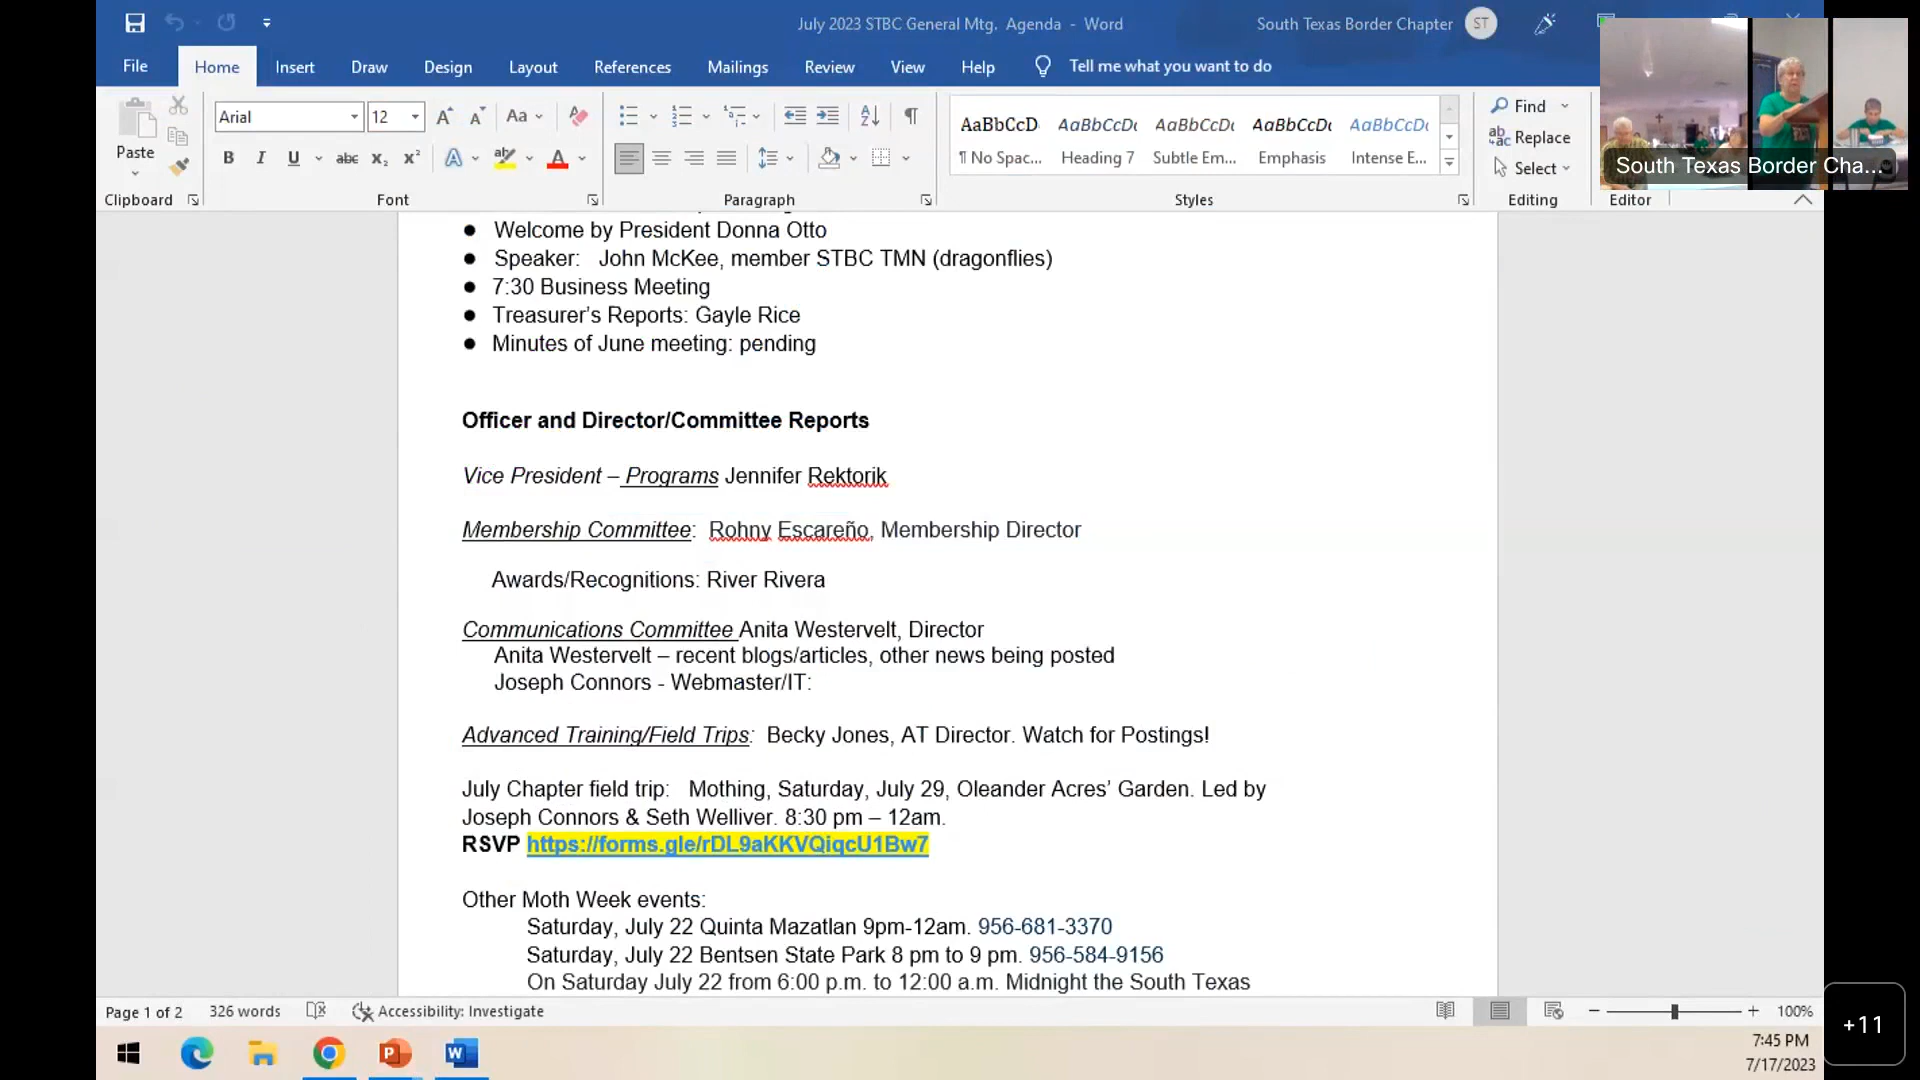 July 2023 STBC General Mtg. Agenda - Word
South Texas Border Chapter
ST
File
Home
Insert
Draw
Design
Layout
References
Mailings
Review
View
Help
Tell me what you want to do
Paste
Clipboard
Arial
12
Aa
B
I
U
abc
X₂
X²
A
A
Font
Paragraph
AaBbCcD
¶ No Spac...
AaBbCcDc
Heading 7
AaBbCcDc
Subtle Em...
AaBbCcDc
Emphasis
AaBbCcDc
Intense E...
Styles
Find
Replace
Select
Editing
Editor
South Texas Border Cha...
● Welcome by President Donna Otto
● Speaker: John McKee, member STBC TMN (dragonflies)
● 7:30 Business Meeting
● Treasurer’s Reports: Gayle Rice
● Minutes of June meeting: pending
Officer and Director/Committee Reports
Vice President – Programs Jennifer Rektorik
Membership Committee: Rohny Escareño, Membership Director
Awards/Recognitions: River Rivera
Communications Committee Anita Westervelt, Director
Anita Westervelt – recent blogs/articles, other news being posted
Joseph Connors - Webmaster/IT:
Advanced Training/Field Trips: Becky Jones, AT Director. Watch for Postings!
July Chapter field trip: Mothing, Saturday, July 29, Oleander Acres’ Garden. Led by
Joseph Connors & Seth Welliver. 8:30 pm – 12am.
RSVP https://forms.gle/rDL9aKKVQiqcU1Bw7
Other Moth Week events:
Saturday, July 22 Quinta Mazatlan 9pm-12am. 956-681-3370
Saturday, July 22 Bentsen State Park 8 pm to 9 pm. 956-584-9156
On Saturday July 22 from 6:00 p.m. to 12:00 a.m. Midnight the South Texas
Page 1 of 2
326 words
Accessibility: Investigate
100%
+11
7:45 PM
7/17/2023